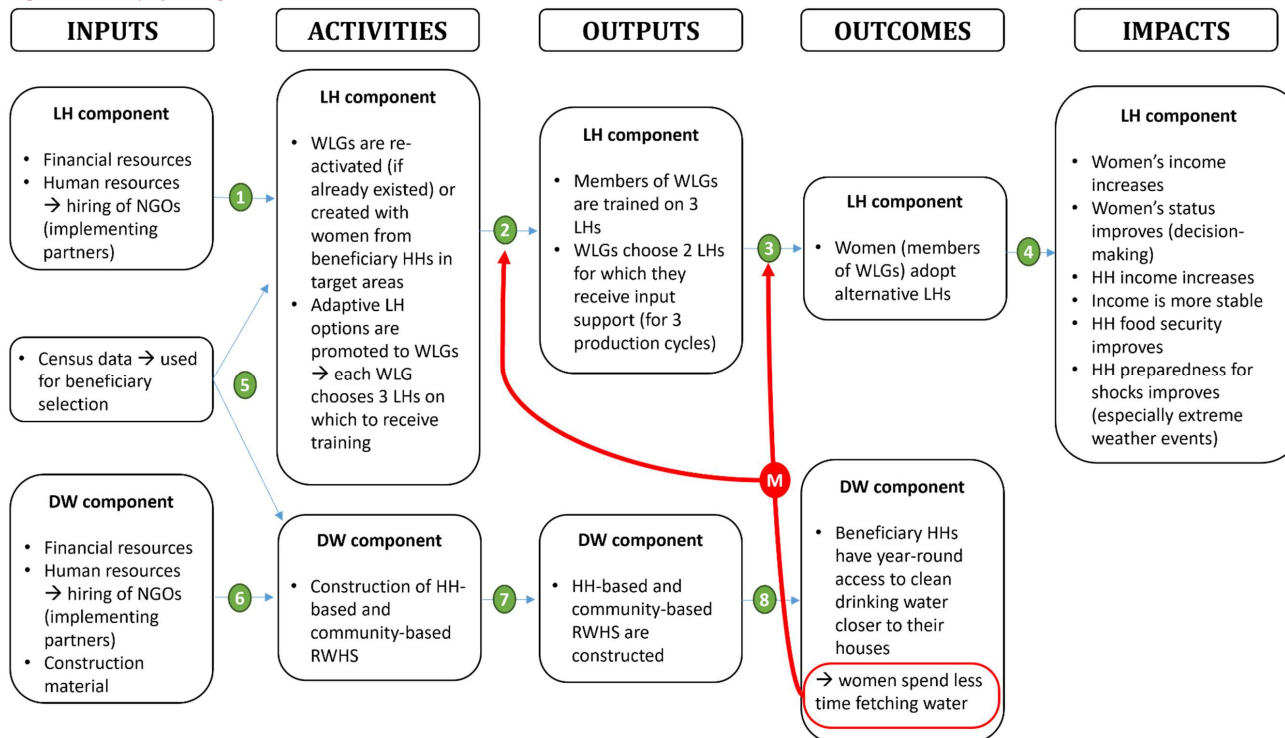 INPUTS
ACTIVITIES
OUTPUTS
OUTCOMES
IMPACTS
LH component
• Financial resources
• Human resources
→ hiring of NGOs
(implementing
partners)
1
• Census data → used
for beneficiary
selection
5
DW component
• Financial resources
• Human resources
→ hiring of NGOs
(implementing
partners)
• Construction
material
6
LH component
• WLGs are re-
activated (if
already existed) or
created with
women from
beneficiary HHs in
target areas
• Adaptive LH
options are
promoted to WLGs
→ each WLG
chooses 3 LHs on
which to receive
training
2
DW component
• Construction of HH-
based and
community-based
RWHS
7
LH component
• Members of WLGs
are trained on 3
LHs
• WLGs choose 2 LHs
for which they
receive input
support (for 3
production cycles)
3
M
DW component
• HH-based and
community-based
RWHS are
constructed
8
LH component
• Women (members
of WLGs) adopt
alternative LHs
4
DW component
• Beneficiary HHs
have year-round
access to clean
drinking water
closer to their
houses
→ women spend less
time fetching water
LH component
• Women's income
increases
• Women's status
improves (decision-
making)
• HH income increases
• Income is more stable
• HH food security
improves
• HH preparedness for
shocks improves
(especially extreme
weather events)